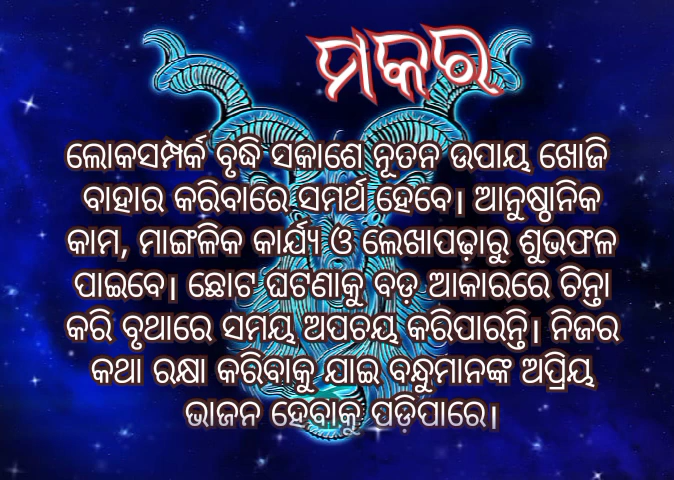 ମକର
ଲୋକସମ୍ପର୍କ ବୃଦ୍ଧି ସକାଶେ ନୂତନ ଉପାୟ ଖୋଜି
ବାହାର କରିବାରେ ସମର୍ଥ ହେବେ। ଆନୁଷ୍ଠାନିକ
କାମ, ମାଙ୍ଗଳିକ କାର୍ଯ୍ୟ ଓ ଲେଖାପଢ଼ାରୁ ଶୁଭଫଳ
ପାଇବେ। ଛୋଟ ଘଟଣାକୁ ବଡ଼ ଆକାରରେ ଚିନ୍ତା
କରି ବୃଥାରେ ସମୟ ଅପଚୟ କରିପାରନ୍ତି। ନିଜର
କଥା ରକ୍ଷା କରିବାକୁ ଯାଇ ବନ୍ଧୁମାନଙ୍କ ଅପ୍ରିୟ
ଭାଜନ ହେବାକୁ ପଡ଼ିପାରେ।